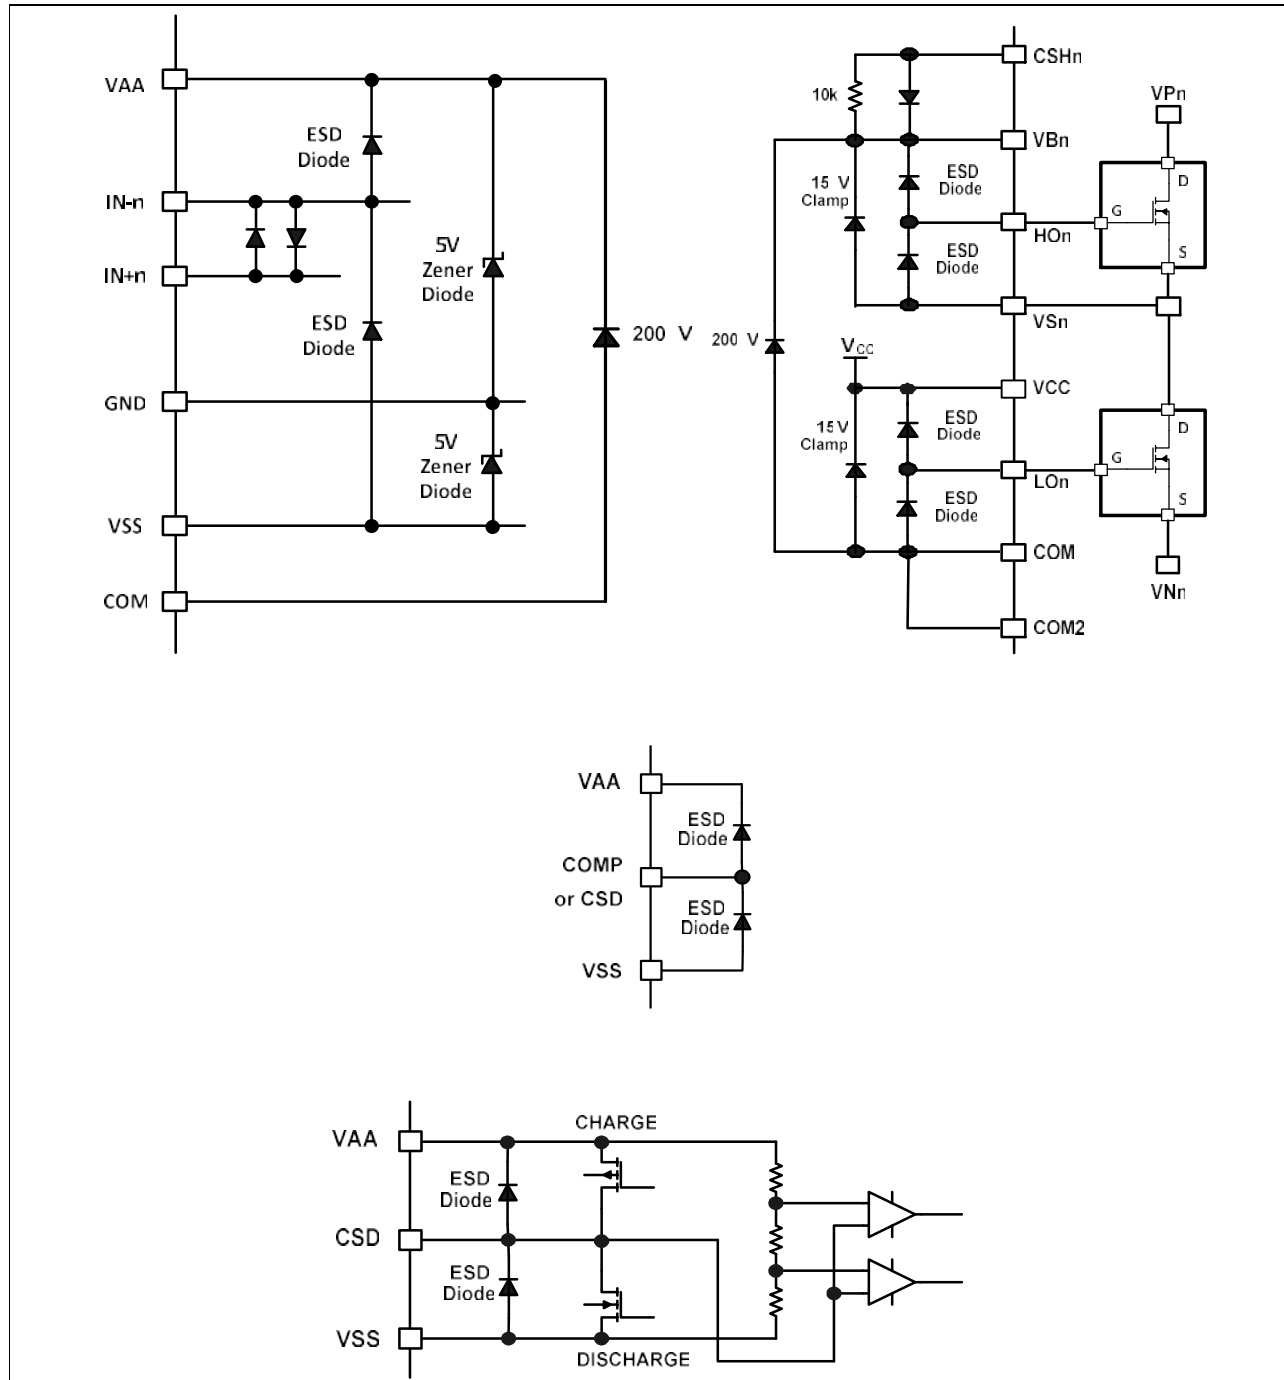 VAA
ESD
Diode
IN-n
IN+n
5V
Zener
Diode
ESD
Diode
200 V
GND
5V
Zener
Diode
VSS
COM
CSHn
10k
VPn
VBn
15 V
Clamp
ESD
Diode
D
G
HOn
ESD
Diode
S
VSn
200 V
VCC
VCC
15V
Clamp
ESD
Diode
D
G
LOn
ESD
Diode
S
COM
VNn
COM2
VAA
ESD
Diode
COMP
or CSD
ESD
Diode
VSS
CHARGE
VAA
ESD
Diode
CSD
ESD
Diode
VSS
DISCHARGE